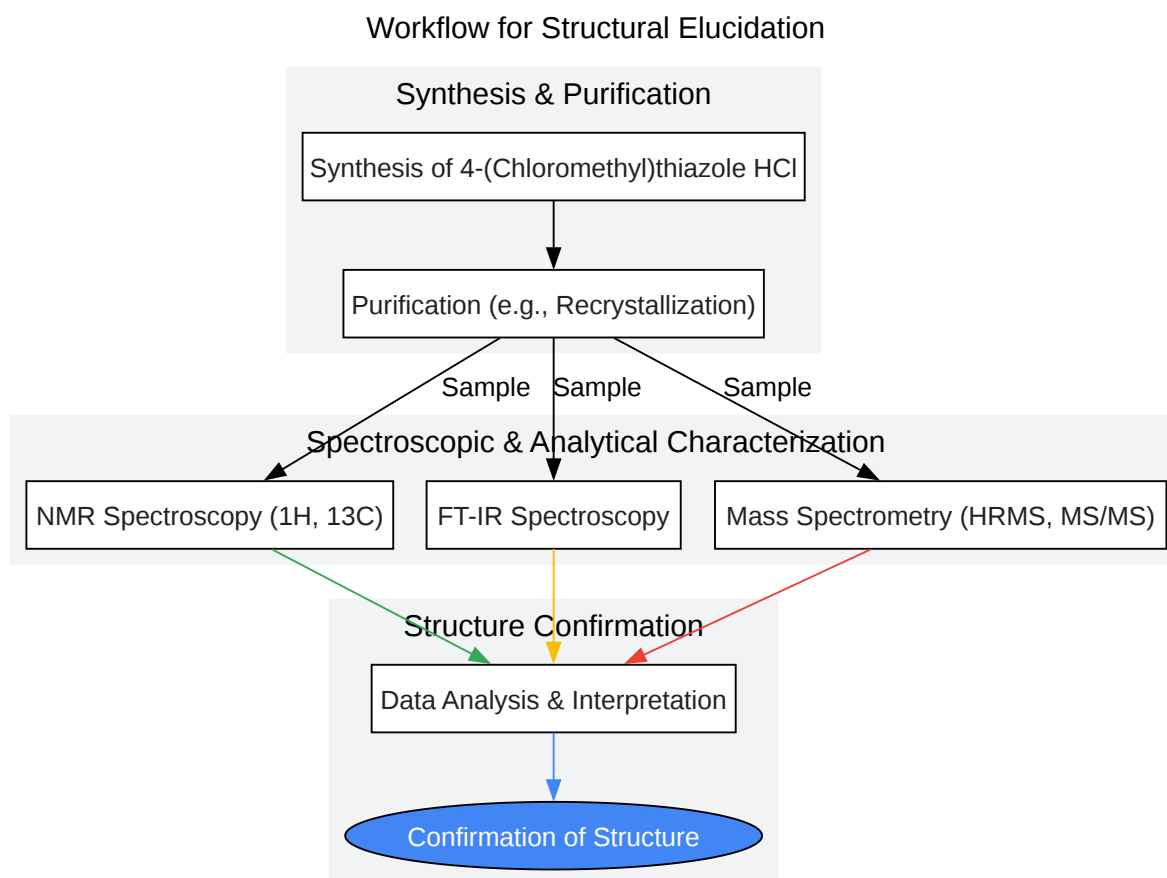 Workflow for Structural Elucidation
Synthesis & Purification
Synthesis of 4-(Chloromethyl)thiazole HCl
Purification (e.g., Recrystallization)
Sample
Sample
Sample
Spectroscopic & Analytical Characterization
NMR Spectroscopy (1H, 13C)
FT-IR Spectroscopy
Mass Spectrometry (HRMS, MS/MS)
Structure Confirmation
Data Analysis & Interpretation
Confirmation of Structure